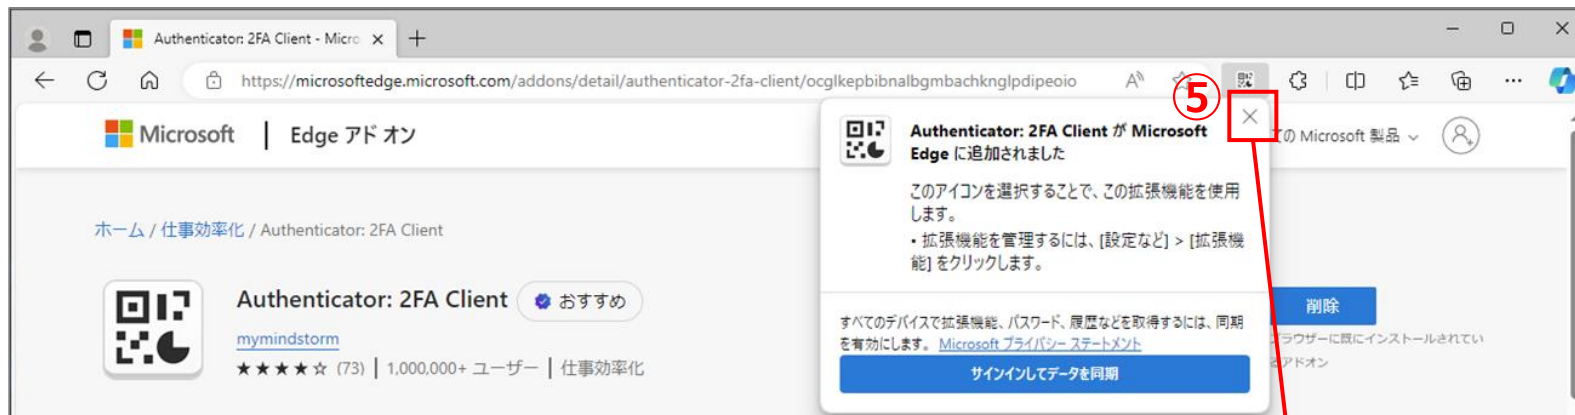 Authenticator: 2FA Client - Micro
https://microsoftedge.microsoft.com/addons/detail/authenticator-2fa-client/ocglkepbibnalbgmbachknglpdipeoio
⑤
Microsoft | Edge アドオン
Authenticator: 2FA Client が Microsoft
Edge に追加されました
ての Microsoft 製品
このアイコンを選択することで、この拡張機能を使用
します。
• 拡張機能を管理するには、[設定など] > [拡張機
能] をクリックします。
ホーム / 仕事効率化 / Authenticator: 2FA Client
Authenticator: 2FA Client おすすめ
mymindstorm
★★★★☆ (73) | 1,000,000+ ユーザー | 仕事効率化
すべてのデバイスで拡張機能、パスワード、履歴などを取得するには、同期
を有効にします。 Microsoft プライバシー ステートメント
サインインしてデータを同期
削除
ブラウザーに既にインストールされてい
るアドオン